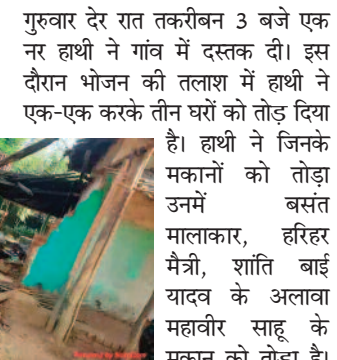 गुरुवार देर रात तकरीबन 3 बजे एक
नर हाथी ने गांव में दस्तक दी। इस
दौरान भोजन की तलाश में हाथी ने
एक-एक करके तीन घरों को तोड़ दिया
है। हाथी ने जिनके
मकानों को तोड़ा
उनमें बसंत
मालाकार, हरिहर
मैत्री, शांति बाई
यादव के अलावा
महावीर साहू के
मकान को तोड़ा है।